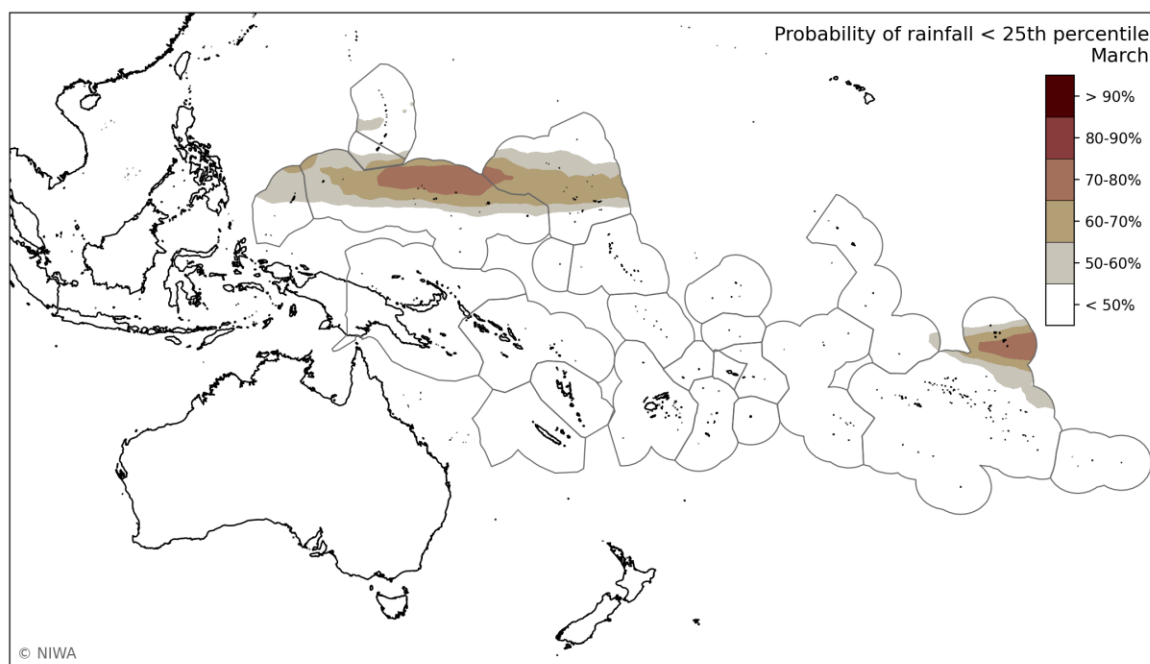 Probability of rainfall < 25th percentile
March
> 90%
80-90%
70-80%
60-70%
50-60%
< 50%
© NIWA